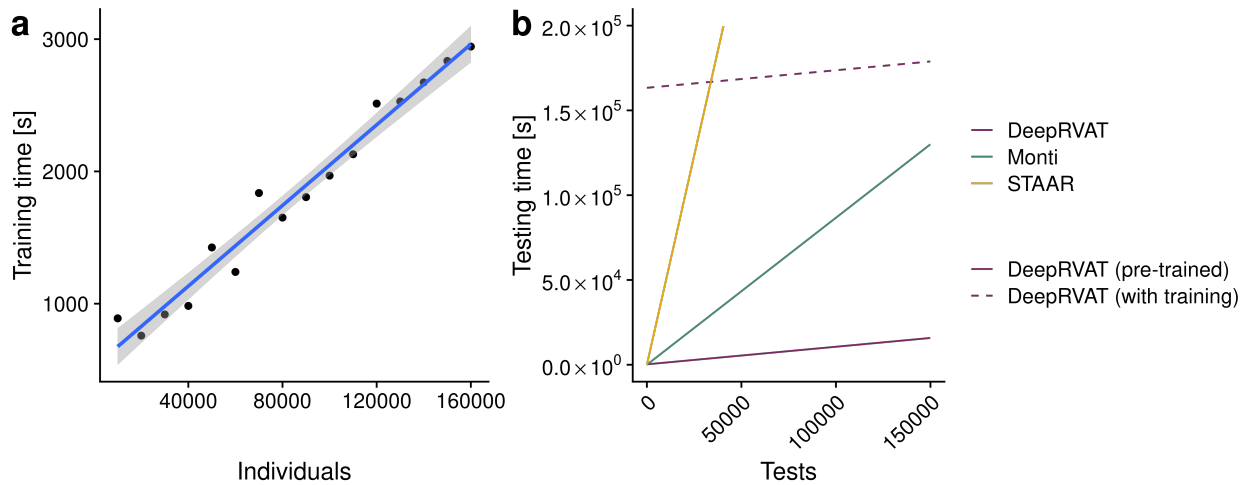 a
Training time [s]
3000
2000
1000
40000 80000 120000 160000
Individuals
b
Testing time [s]
2.0×10⁵
1.5×10⁵
1.0×10⁵
5.0×10⁴
0.0×10⁰
0 50000 100000 150000
Tests
DeepRVAT
Monti
STAAR
DeepRVAT (pre-trained)
DeepRVAT (with training)